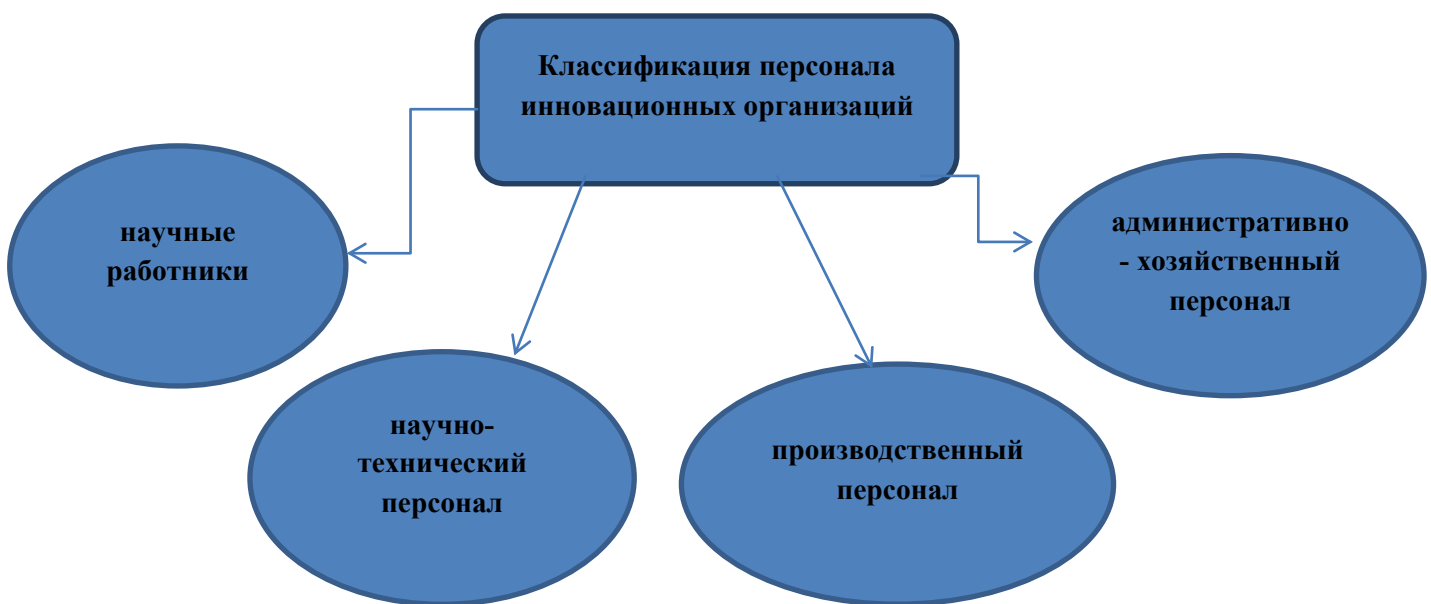 Классификация персонала
инновационных организаций
научные
работники
административно
- хозяйственный
персонал
научно-
технический
персонал
производственный
персонал